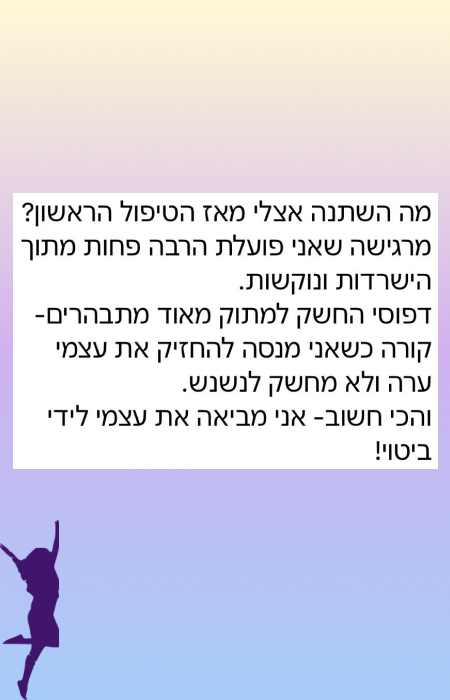 מה השתנה אצלי מאז הטיפול הראשון?
מרגישה שאני פועלת הרבה פחות מתוך
הישרדות ונוקשות.
דפוסי החשק למתוק מאוד מתבהרים-
קורה כשאני מנסה להחזיק את עצמי
ערה ולא מחשק לנשנש.
והכי חשוב- אני מביאה את עצמי לידי
ביטוי!